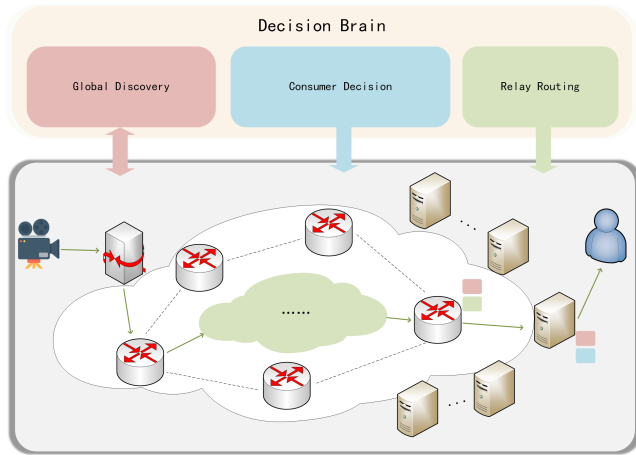 Decision Brain
Global Discovery
Consumer Decision
Relay Routing
...
......
...